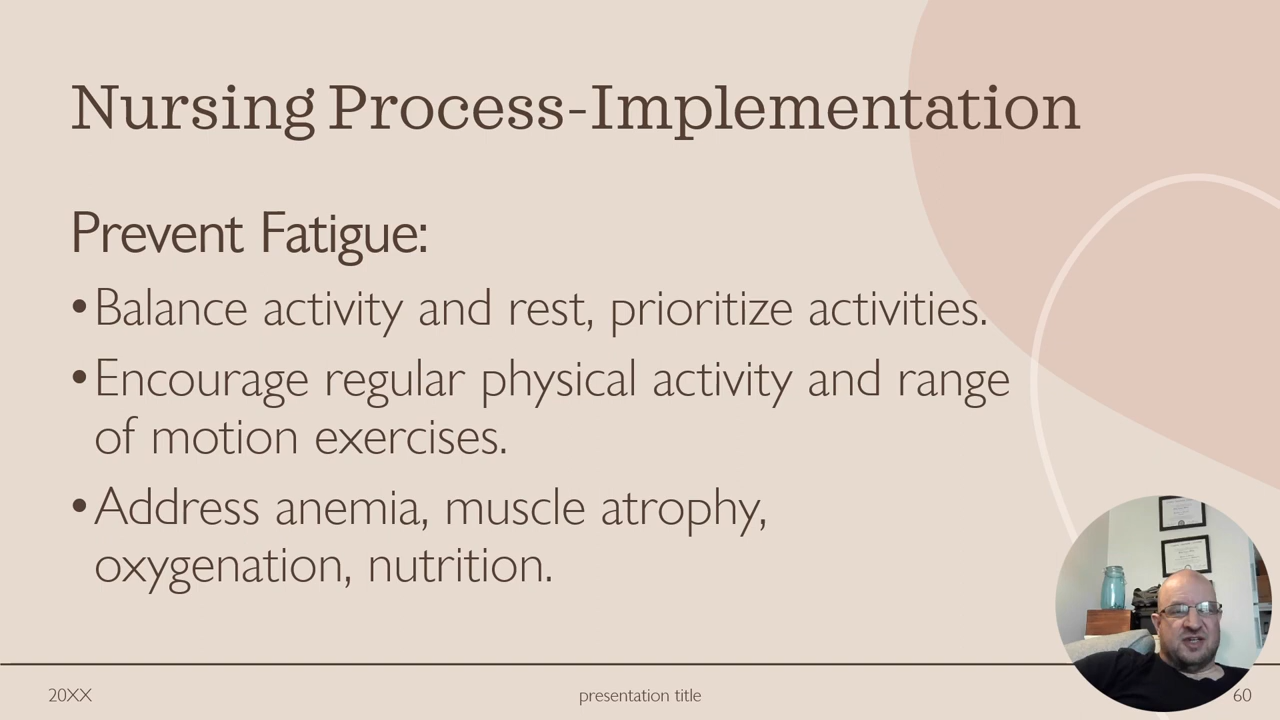 Nursing Process-Implementation
Prevent Fatigue:
•Balance activity and rest, prioritize activities.
•Encourage regular physical activity and range
of motion exercises.
•Address anemia, muscle atrophy,
oxygenation, nutrition.
20XX
presentation title
60